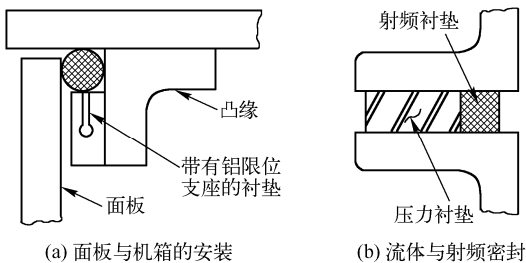 射频衬垫
凸缘
带有铝限位
支座的衬垫
面板
压力衬垫
(a) 面板与机箱的安装
(b) 流体与射频密封